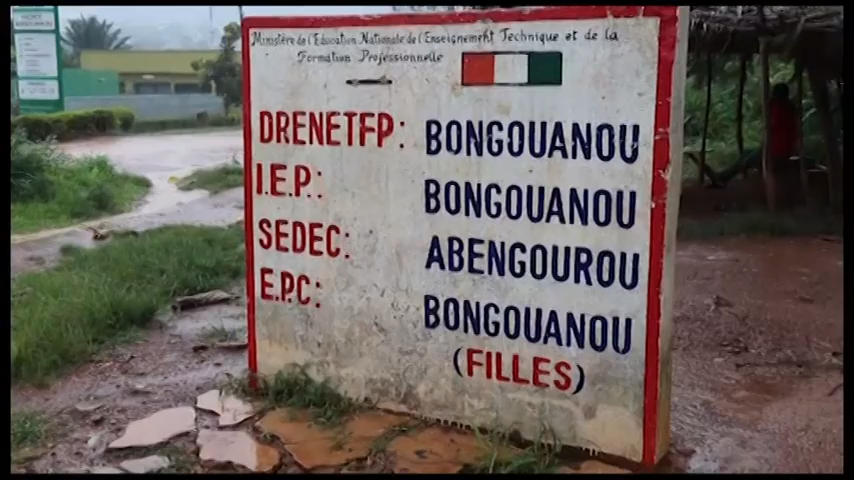 Ministère de l'Education Nationale de l'Enseignement Technique et de la
Formation Professionnelle
DRENETFP: BONGOUANOU
I.E.P: BONGOUANOU
SEDEC: ABENGOUROU
E.P.C: BONGOUANOU
(FILLES)